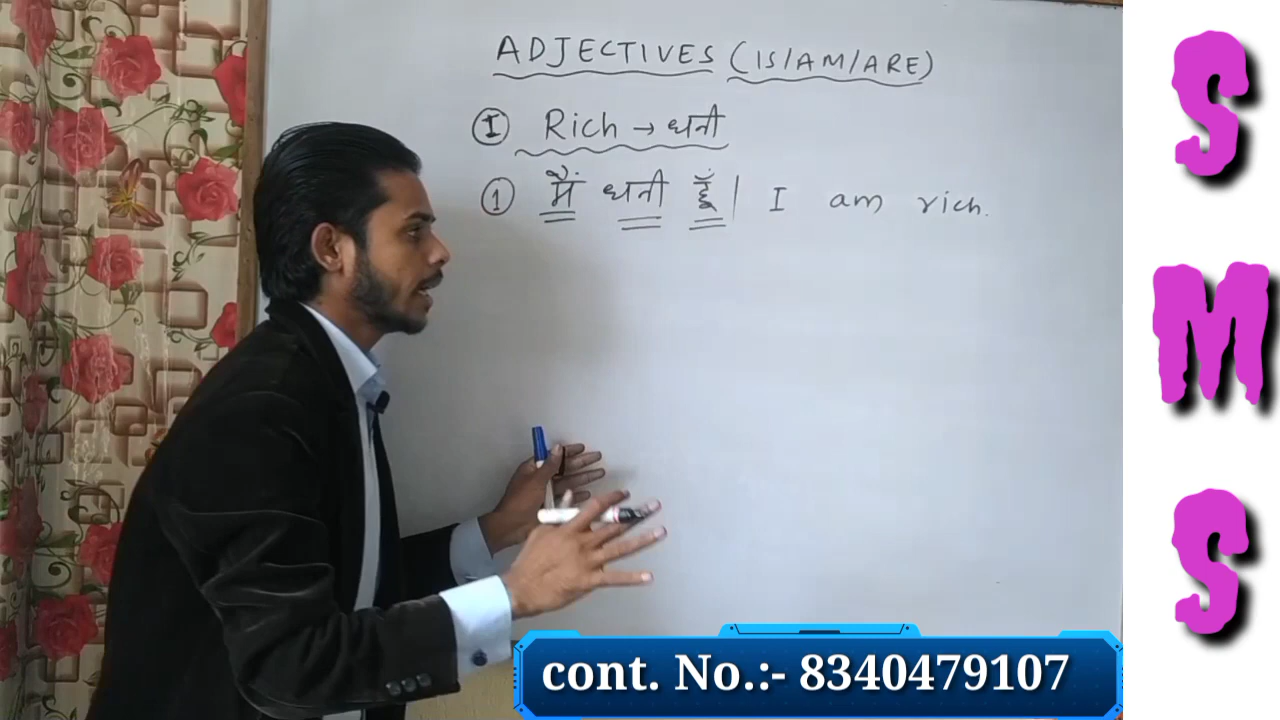 ADJECTIVES (IS/AM/ARE)
I Rich → धनी
1 मैं धनी हूँ| I am rich.
S
M
S
cont. No.:- 8340479107